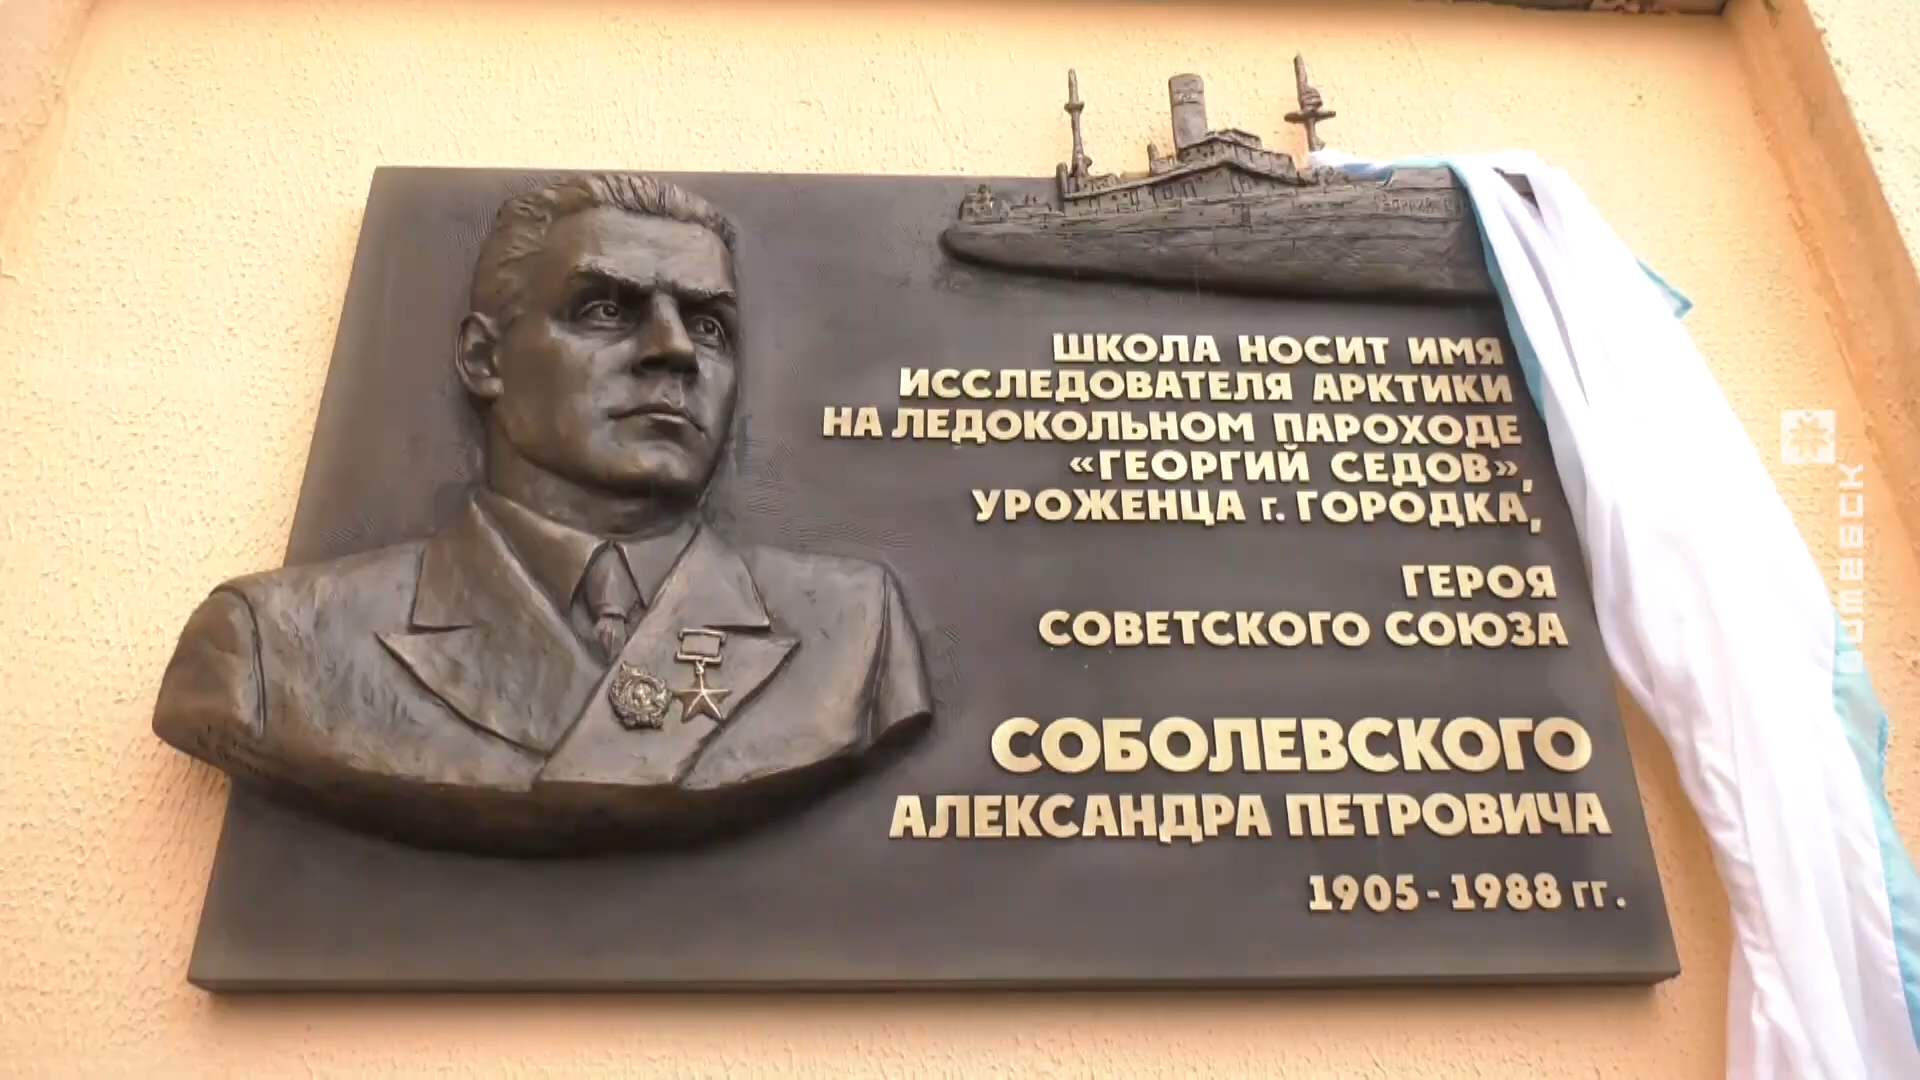 ШКОЛА НОСИТ ИМЯ
ИССЛЕДОВАТЕЛЯ АРКТИКИ
НА ЛЕДОКОЛЬНОМ ПАРОХОДЕ
«ГЕОРГИЙ СЕДОВ»,
УРОЖЕНЦА г. ГОРОДКА,
ГЕРОЯ
СОВЕТСКОГО СОЮЗА
СОБОЛЕВСКОГО
АЛЕКСАНДРА ПЕТРОВИЧА
1905-1988 гг.
витебск